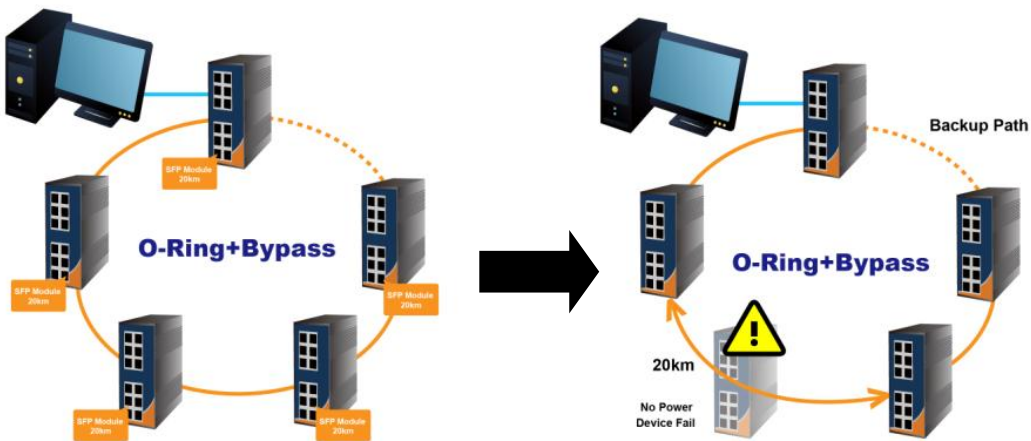 SFP Module
20km
SFP Module
20km
O-Ring+Bypass
SFP Module
20km
SFP Module
20km
SFP Module
20km
Backup Path
O-Ring+Bypass
20km
No Power
Device Fail